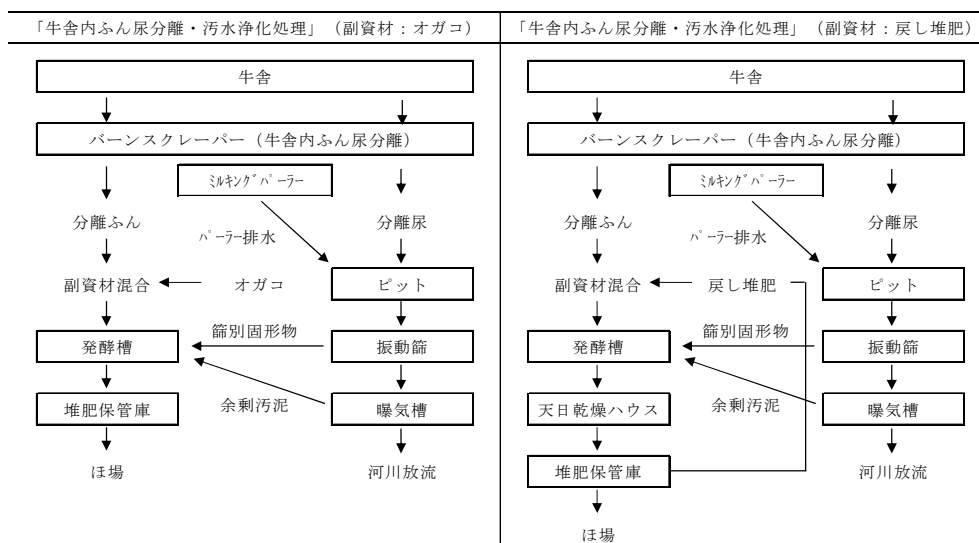 「牛舎内ふん尿分離・汚水浄化処理」（副資材：オガコ）
牛舎
バーンスクレーパー（牛舎内ふん尿分離）
ﾐﾙｷﾝｸﾞﾊﾟｰﾗｰ
分離ふん
ﾊﾟｰﾗｰ排水
分離尿
副資材混合
オガコ
ピット
篩別固形物
発酵槽
振動篩
堆肥保管庫
余剰汚泥
曝気槽
ほ場
河川放流
「牛舎内ふん尿分離・汚水浄化処理」（副資材：戻し堆肥）
牛舎
バーンスクレーパー（牛舎内ふん尿分離）
ﾐﾙｷﾝｸﾞﾊﾟｰﾗｰ
分離ふん
ﾊﾟｰﾗｰ排水
分離尿
副資材混合
戻し堆肥
ピット
篩別固形物
発酵槽
振動篩
天日乾燥ハウス
余剰汚泥
曝気槽
堆肥保管庫
河川放流
ほ場